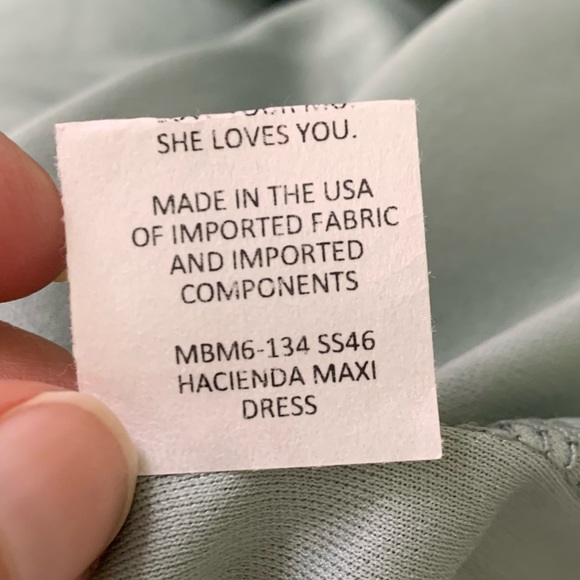 SHE LOVES YOU.
MADE IN THE USA
OF IMPORTED FABRIC
AND IMPORTED
COMPONENTS
MBM6-134 SS46
HACIENDA MAXI
DRESS